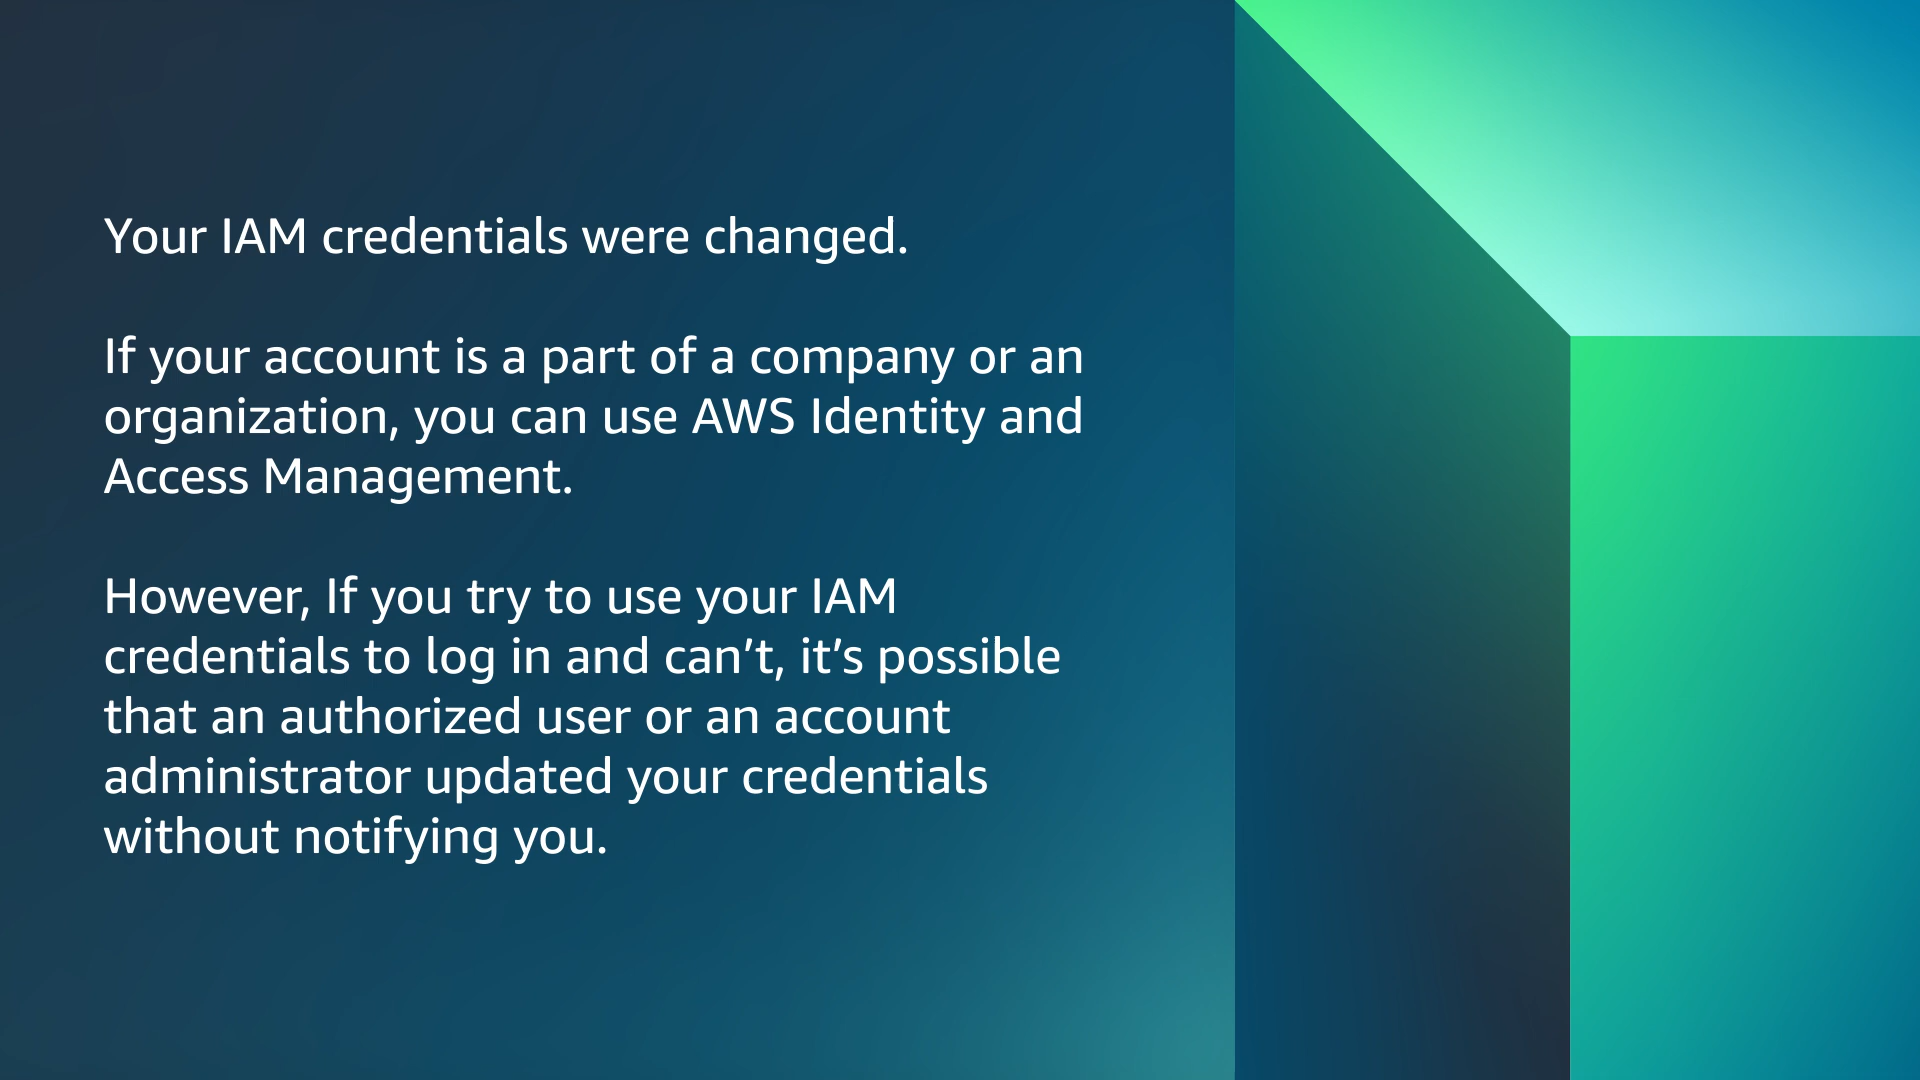 Your IAM credentials were changed.
If your account is a part of a company or an
organization, you can use AWS Identity and
Access Management.
However, If you try to use your IAM
credentials to log in and can’t, it’s possible
that an authorized user or an account
administrator updated your credentials
without notifying you.